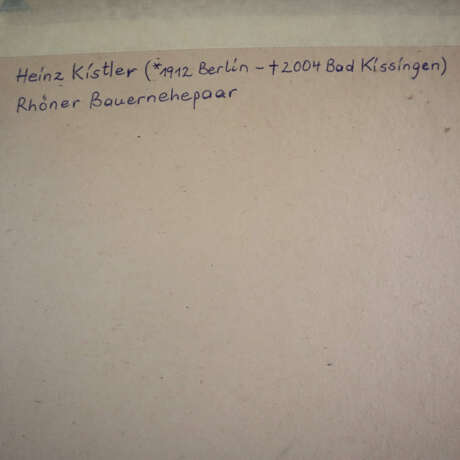 Heinz Kistler (*1912 Berlin - †2004 Bad Kissingen)
Rhöner Bauernehepaar